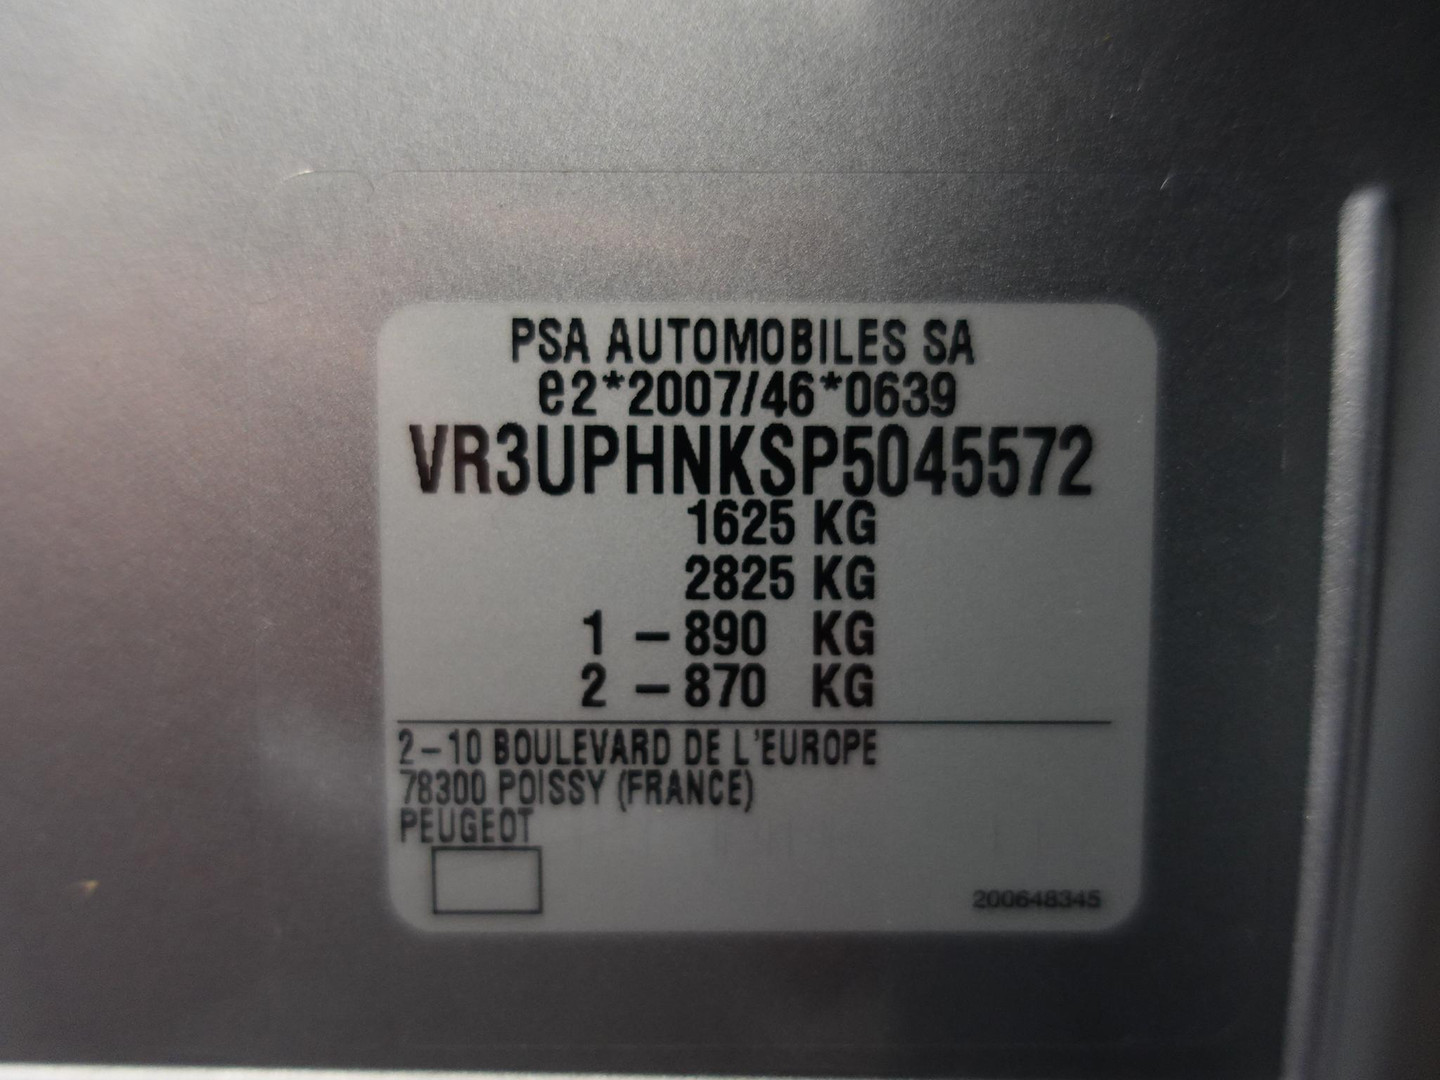 PSA AUTOMOBILES SA
e2*2007/46*0639
VR3UPHNKSP5045572
1625 KG
2825 KG
1 – 890 KG
2 – 870 KG
2 – 10 BOULEVARD DE L'EUROPE
78300 POISSY (FRANCE)
PEUGEOT
200648345